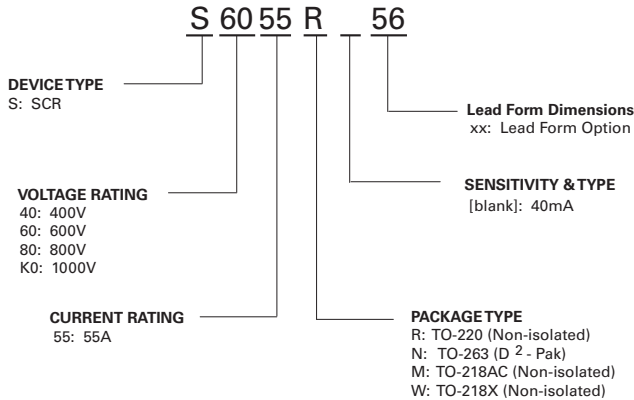 S 60 55 R 56
DEVICE TYPE
S: SCR
Lead Form Dimensions
xx: Lead Form Option
VOLTAGE RATING
40: 400V
60: 600V
80: 800V
K0: 1000V
SENSITIVITY & TYPE
[blank]: 40mA
CURRENT RATING
55: 55A
PACKAGE TYPE
R: TO-220 (Non-isolated)
N: TO-263 (D 2 - Pak)
M: TO-218AC (Non-isolated)
W: TO-218X (Non-isolated)